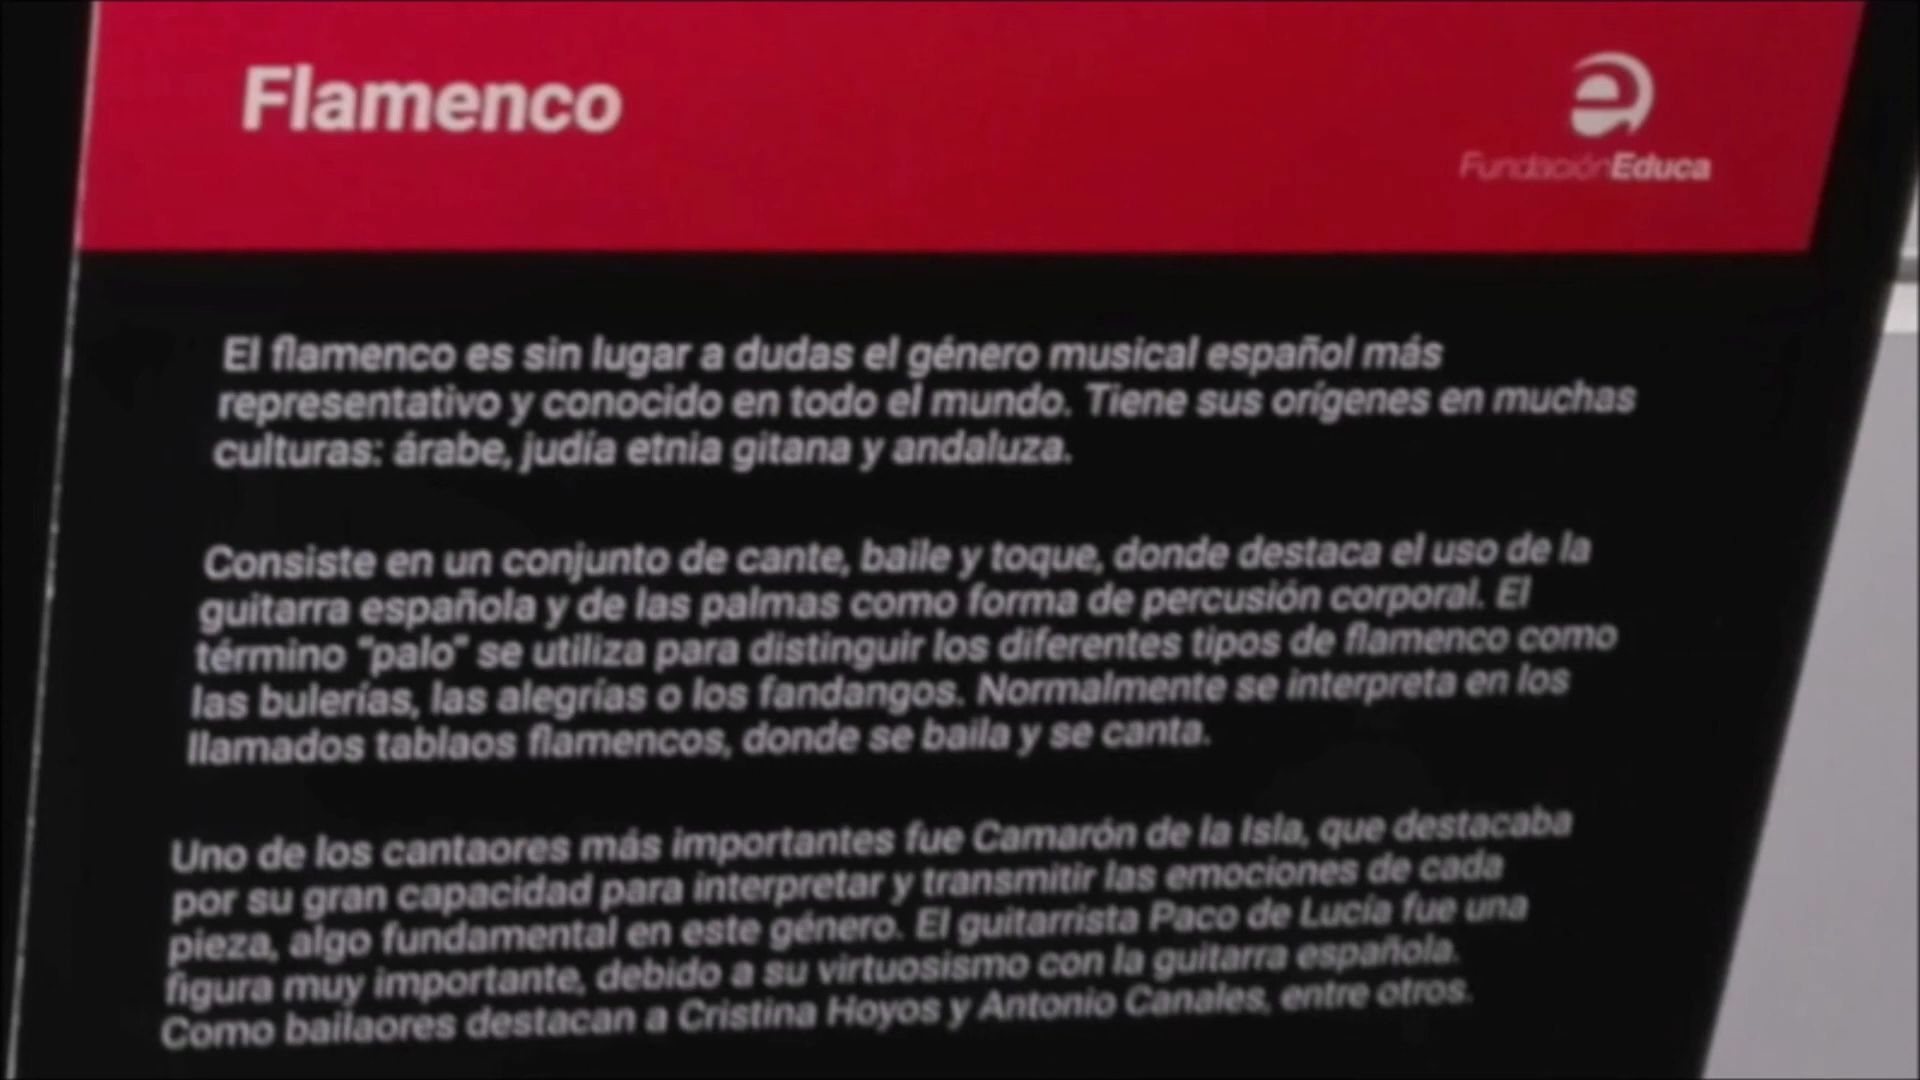 Flamenco
FundaciónEduca
El flamenco es sin lugar a dudas el género musical español más
representativo y conocido en todo el mundo. Tiene sus orígenes en muchas
culturas: árabe, judía etnia gitana y andaluza.
Consiste en un conjunto de cante, baile y toque, donde destaca el uso de la
guitarra española y de las palmas como forma de percusión corporal. El
término "palo" se utiliza para distinguir los diferentes tipos de flamenco como
las bulerías, las alegrías o los fandangos. Normalmente se interpreta en los
llamados tablaos flamencos, donde se baila y se canta.
Uno de los cantaores más importantes fue Camarón de la Isla, que destacaba
por su gran capacidad para interpretar y transmitir las emociones de cada
pieza, algo fundamental en este género. El guitarrista Paco de Lucía fue una
figura muy importante, debido a su virtuosismo con la guitarra española.
Como bailaores destacan a Cristina Hoyos y Antonio Canales, entre otros.